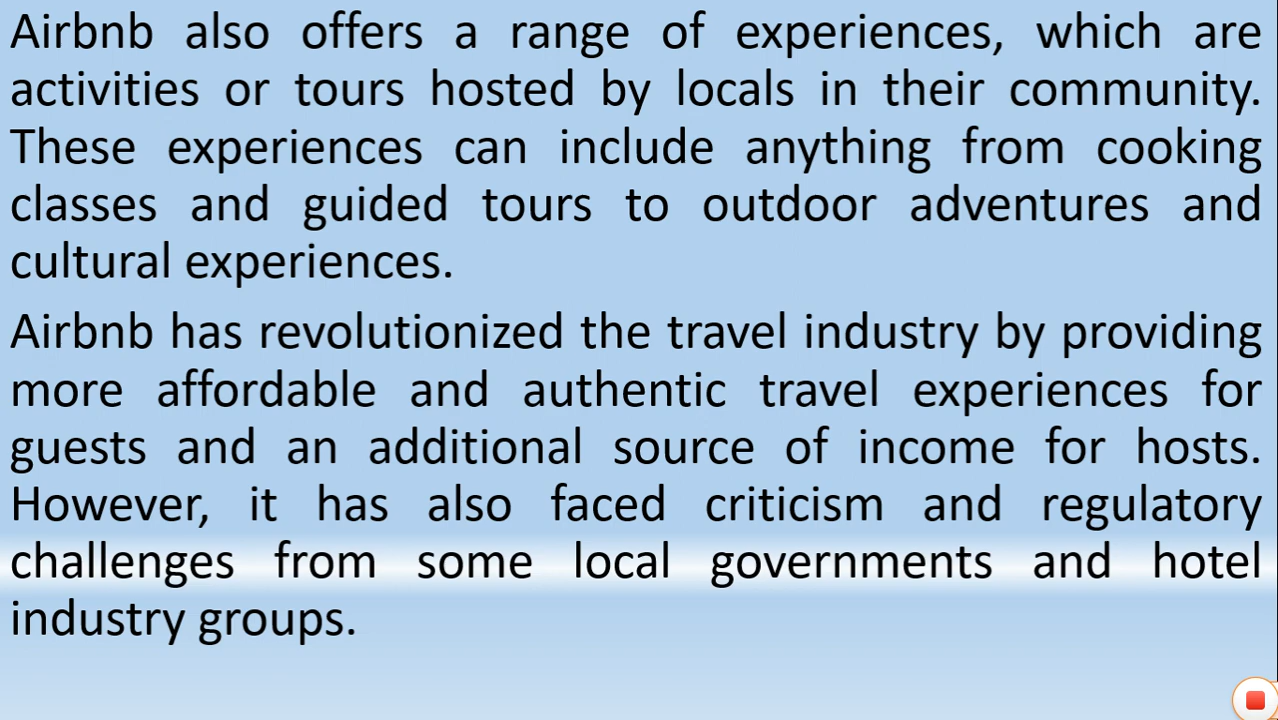 Airbnb also offers a range of experiences, which are
activities or tours hosted by locals in their community.
These experiences can include anything from cooking
classes and guided tours to outdoor adventures and
cultural experiences.
Airbnb has revolutionized the travel industry by providing
more affordable and authentic travel experiences for
guests and an additional source of income for hosts.
However, it has also faced criticism and regulatory
challenges from some local governments and hotel
industry groups.